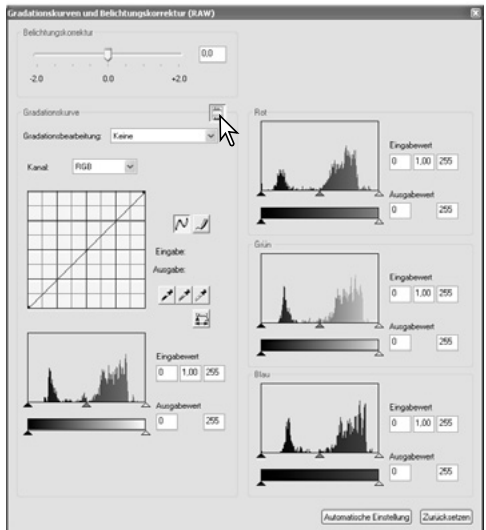 Gradationskurven und Belichtungskorrektur (RAW)
Belichtungskorrektur
0,0
-2.0 0.0 +2.0
Gradationskurve
Gradationsbearbeitung: Keine
Kanal: RGB
Eingabe:
Ausgabe:
Eingabewert
0 1,00 255
Ausgabewert
0 255
Rot
Eingabewert
0 1,00 255
Ausgabewert
0 255
Grün
Eingabewert
0 1,00 255
Ausgabewert
0 255
Blau
Eingabewert
0 1,00 255
Ausgabewert
0 255
Automatische Einstellung Zurücksetzen